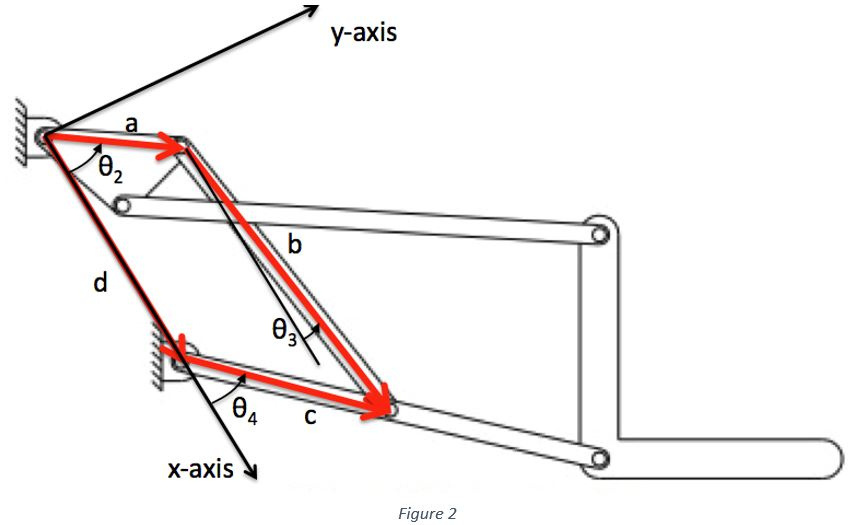 y-axis
a
θ2
b
d
θ3
θ4
c
x-axis
Figure 2